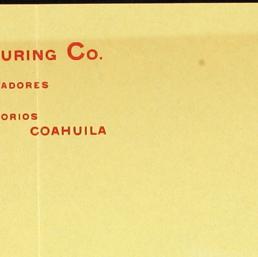 URING CO.
ADORES
ORIOS
COAHUILA